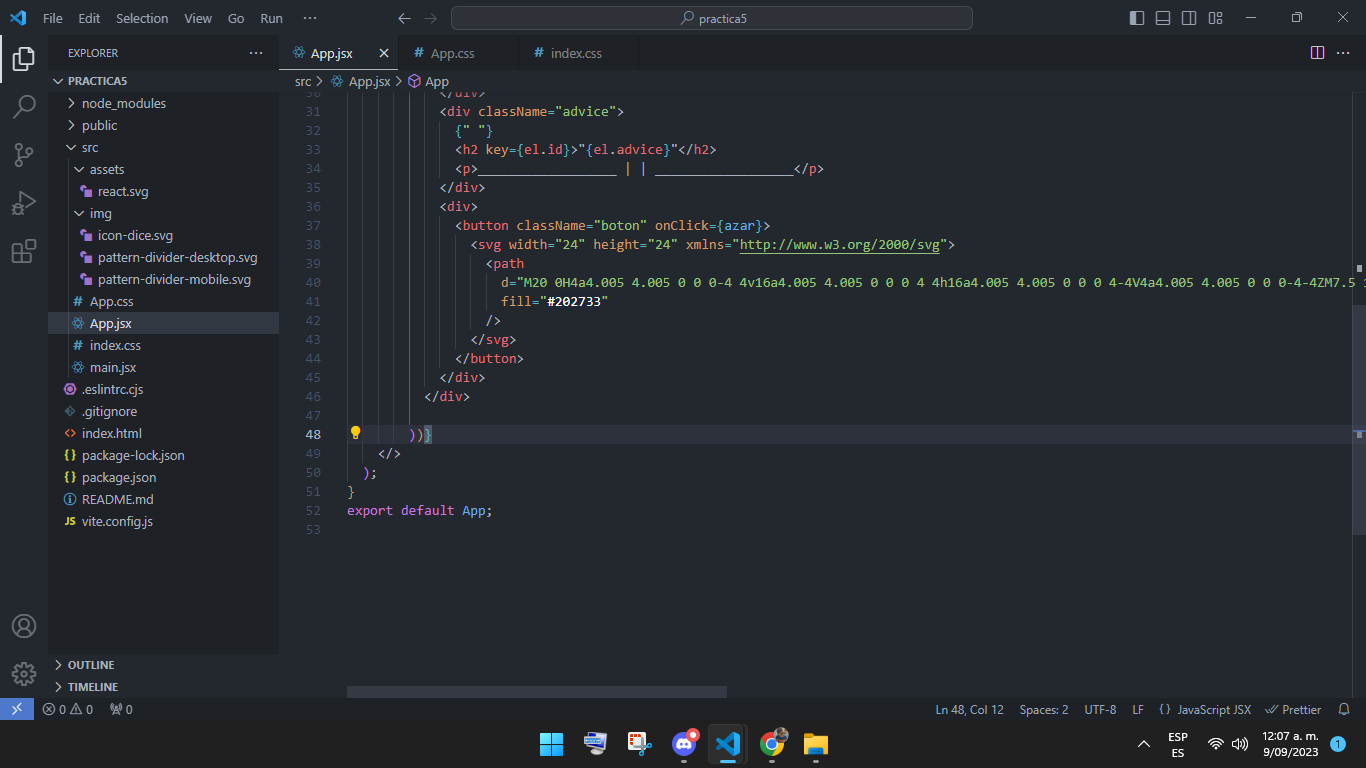 File Edit Selection View Go Run ··· practica5
EXPLORER ···
PRACTICA5
node_modules
public
src
assets
react.svg
img
icon-dice.svg
pattern-divider-desktop.svg
pattern-divider-mobile.svg
App.css
App.jsx
index.css
main.jsx
.eslintrc.cjs
.gitignore
index.html
package-lock.json
package.json
README.md
vite.config.js
OUTLINE
TIMELINE
App.jsx App.css index.css
src > App.jsx > App
30 </div>
31 <div className="advice">
32 {" "}
33 <h2 key={el.id}>"{el.advice}"</h2>
34 <p>__________________ | | __________________</p>
35 </div>
36 <div>
37 <button className="boton" onClick={azar}>
38 <svg width="24" height="24" xmlns="http://www.w3.org/2000/svg">
39 <path
40 d="M20 0H4a4.005 4.005 0 0 0-4 4v16a4.005 4.005 0 0 0 4 4h16a4.005 4.005 0 0 0 4-4V4a4.005 4.005 0 0 0-4-4ZM7.5
41 fill="#202733"
42 />
43 </svg>
44 </button>
45 </div>
46 </div>
47
48 ))}
49 </>
50 );
51 }
52 export default App;
53
0 0 0 Ln 48, Col 12 Spaces: 2 UTF-8 LF {} JavaScript JSX Prettier
ESP
ES
12:07 a. m.
9/09/2023
1